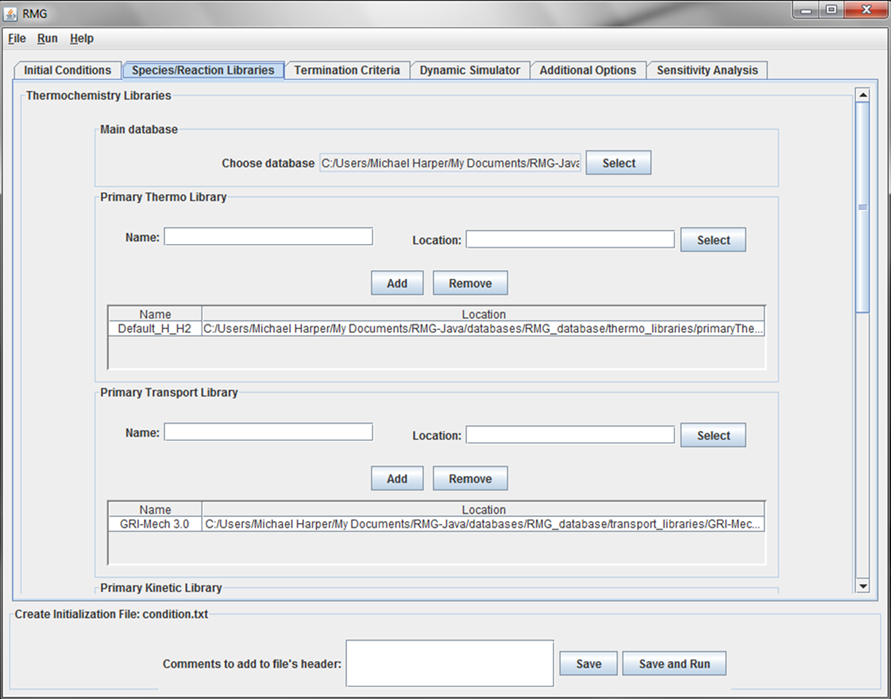 RMG
File Run Help
Initial Conditions Species/Reaction Libraries Termination Criteria Dynamic Simulator Additional Options Sensitivity Analysis
Thermochemistry Libraries
Main database
Choose database C:/Users/Michael Harper/My Documents/RMG-Java Select
Primary Thermo Library
Name: Location: Select
Add Remove
Name Location
Default_H_H2 C:/Users/Michael Harper/My Documents/RMG-Java/databases/RMG_database/thermo_libraries/primaryThe...
Primary Transport Library
Name: Location: Select
Add Remove
Name Location
GRI-Mech 3.0 C:/Users/Michael Harper/My Documents/RMG-Java/databases/RMG_database/transport_libraries/GRI-Mec...
Primary Kinetic Library
Create Initialization File: condition.txt
Comments to add to file's header: Save Save and Run